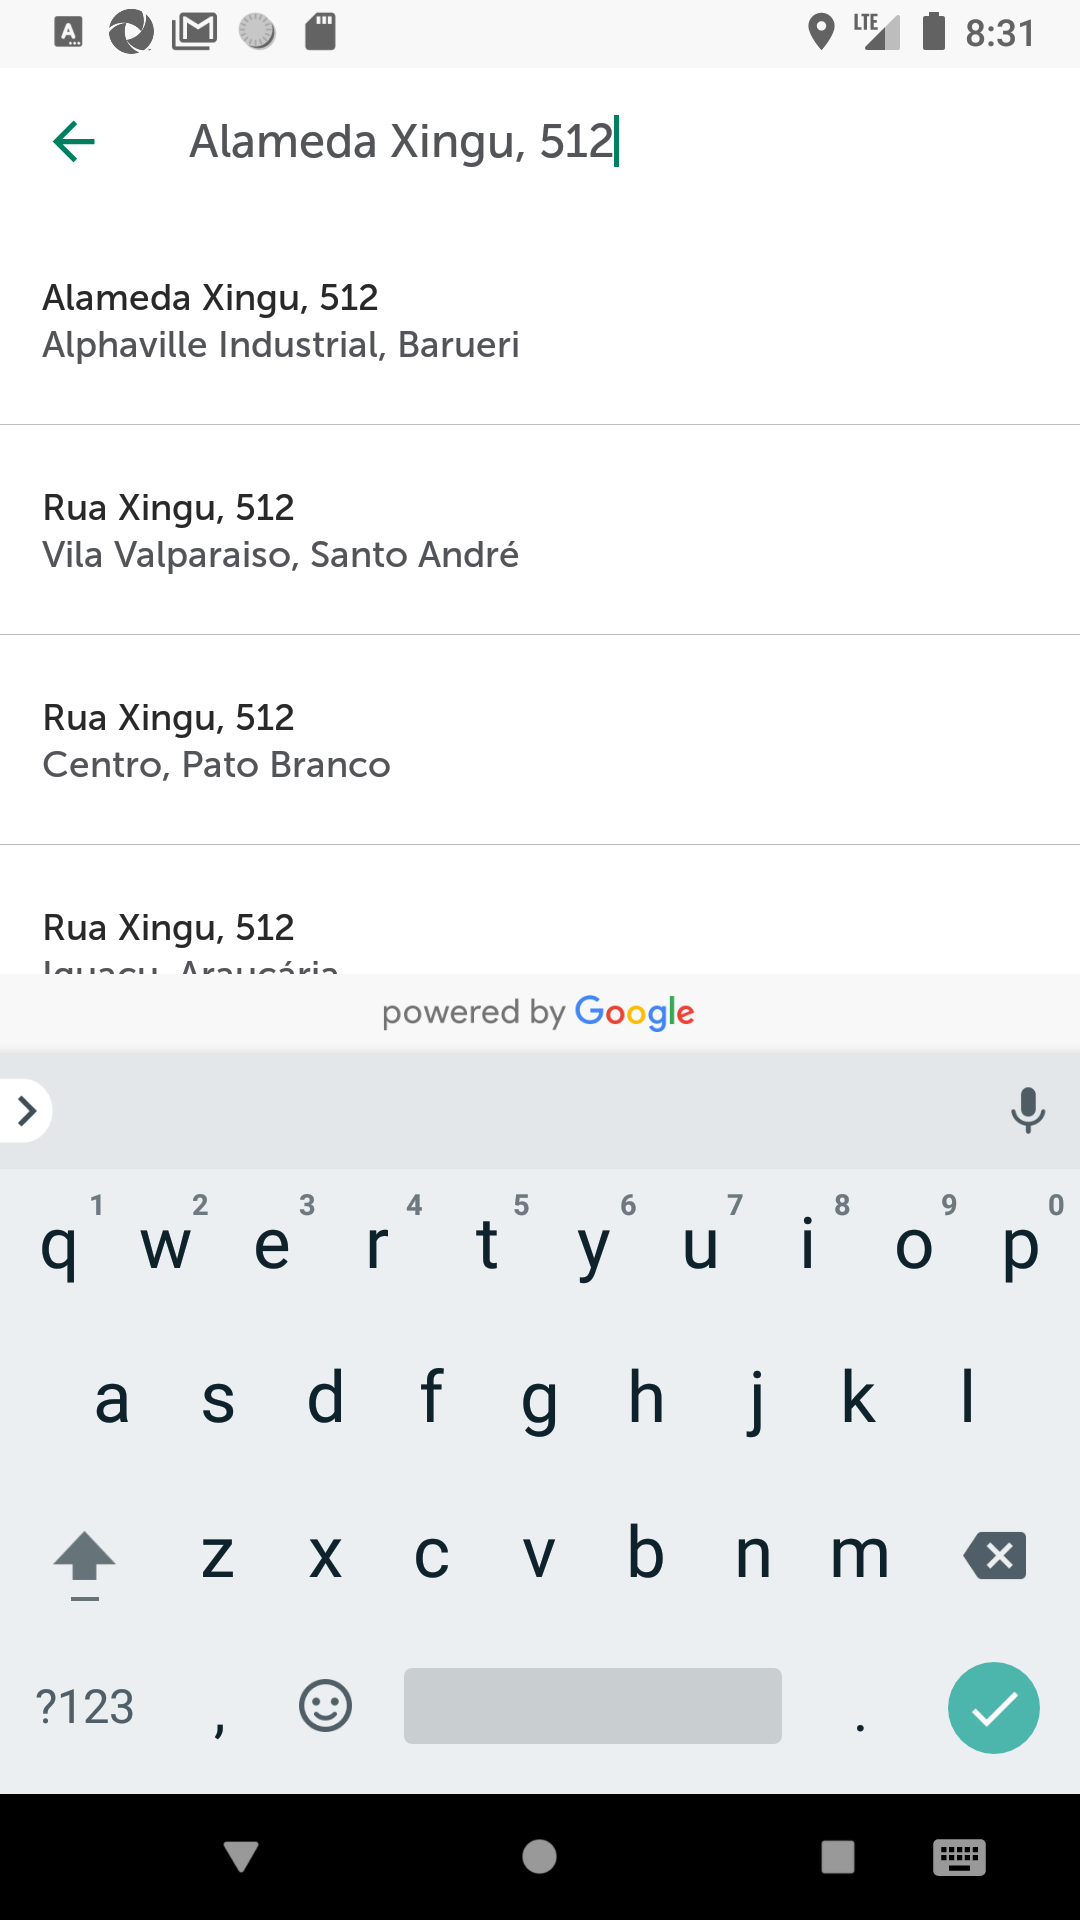 LTE 8:31
Alameda Xingu, 512
Alameda Xingu, 512
Alphaville Industrial, Barueri
Rua Xingu, 512
Vila Valparaiso, Santo André
Rua Xingu, 512
Centro, Pato Branco
Rua Xingu, 512
Iguaçu, Araucária
powered by Google
1 2 3 4 5 6 7 8 9 0
q w e r t y u i o p
a s d f g h j k l
z x c v b n m
?123 , .